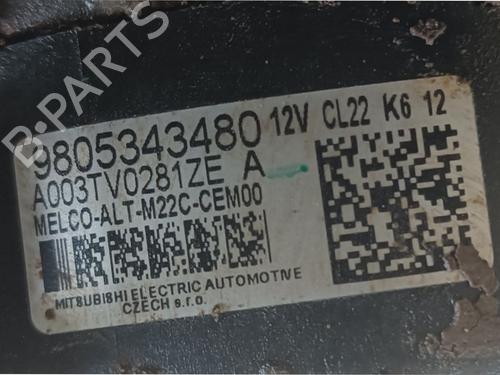 B-PARTS
9805343480 12V CL22 K6 12
A003TV0281ZE A
MELCO-ALT-M22C-CEM00
MITSUBISHI ELECTRIC AUTOMOTIVE
CZECH s.r.o.